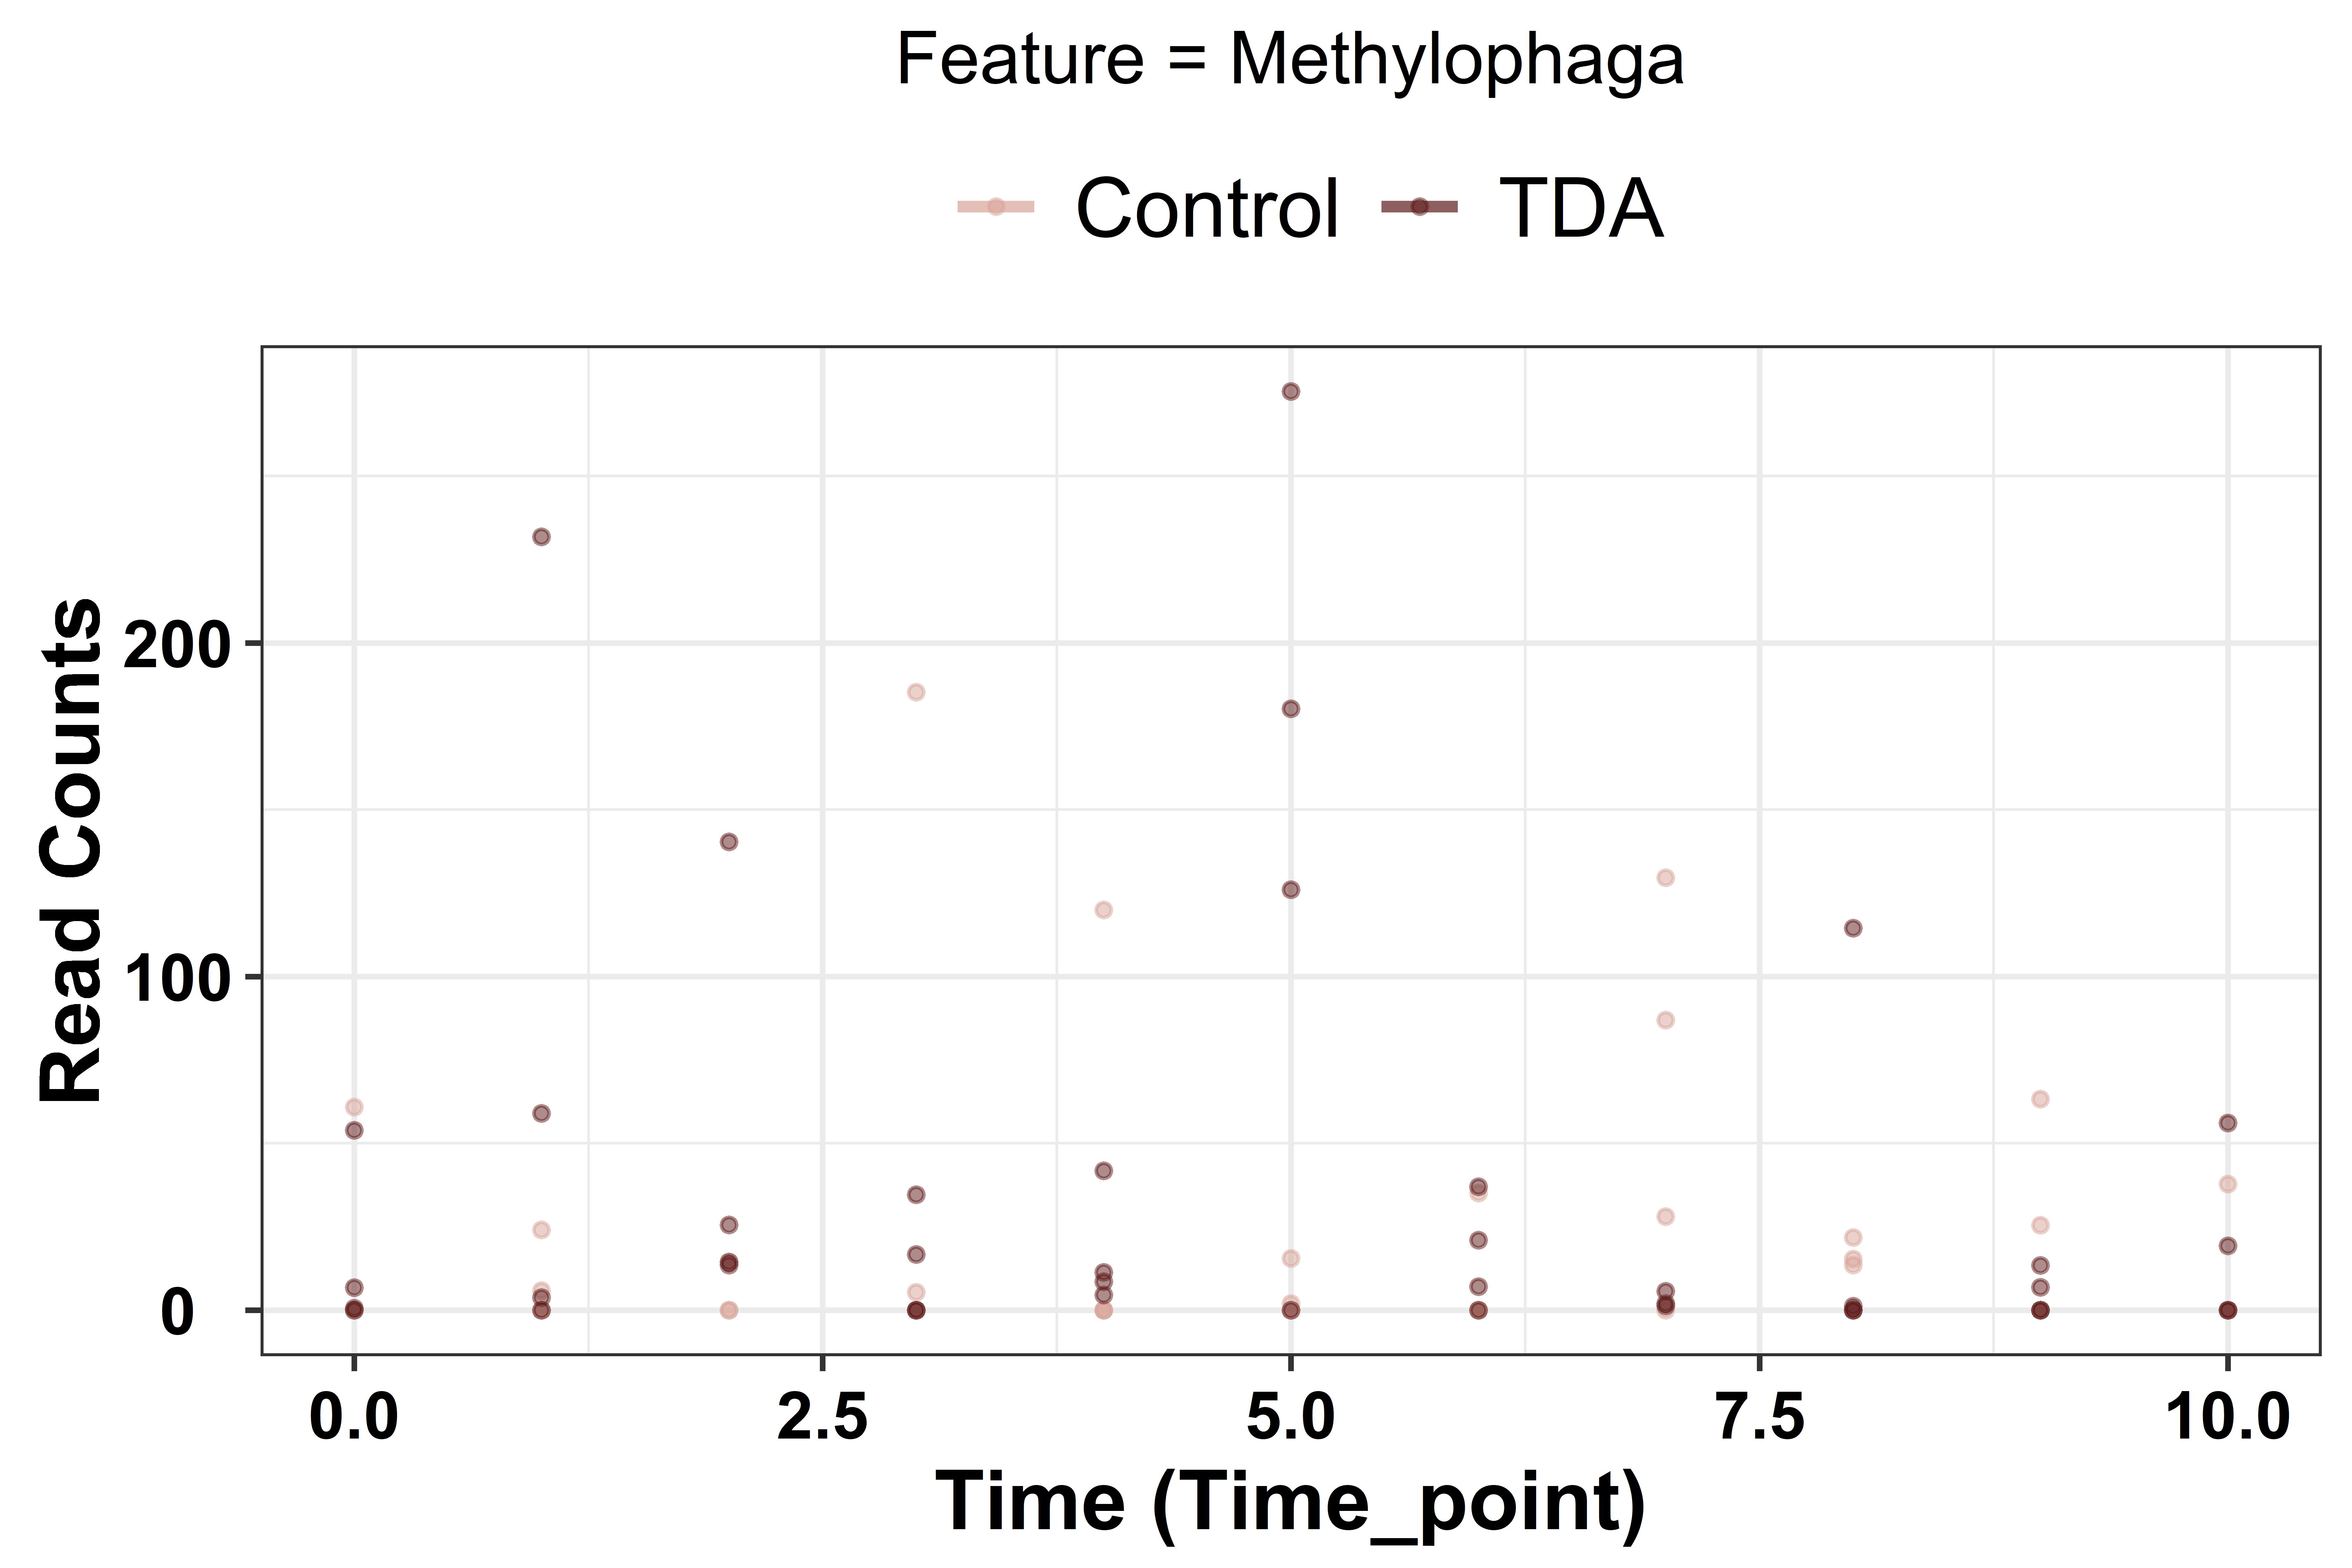 Feature = Methylophaga
Control TDA
Read Counts
200
100
0
0.0 2.5 5.0 7.5 10.0
Time (Time_point)